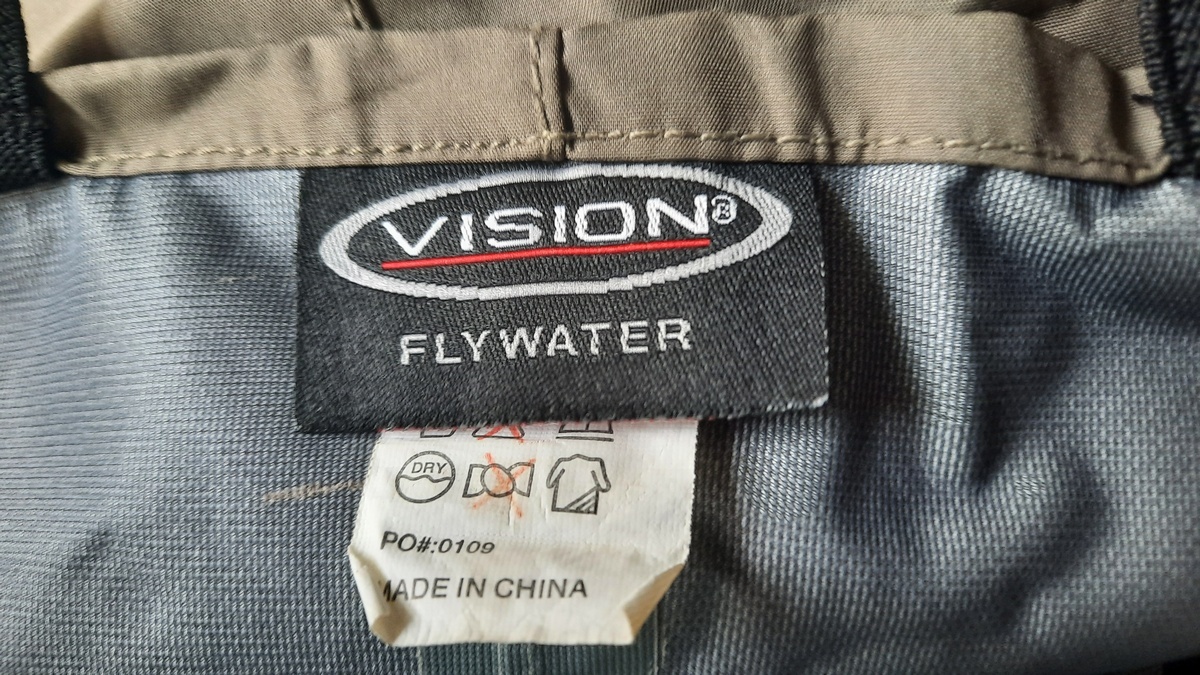 VISION®
FLYWATER
DRY
PO#:0109
MADE IN CHINA